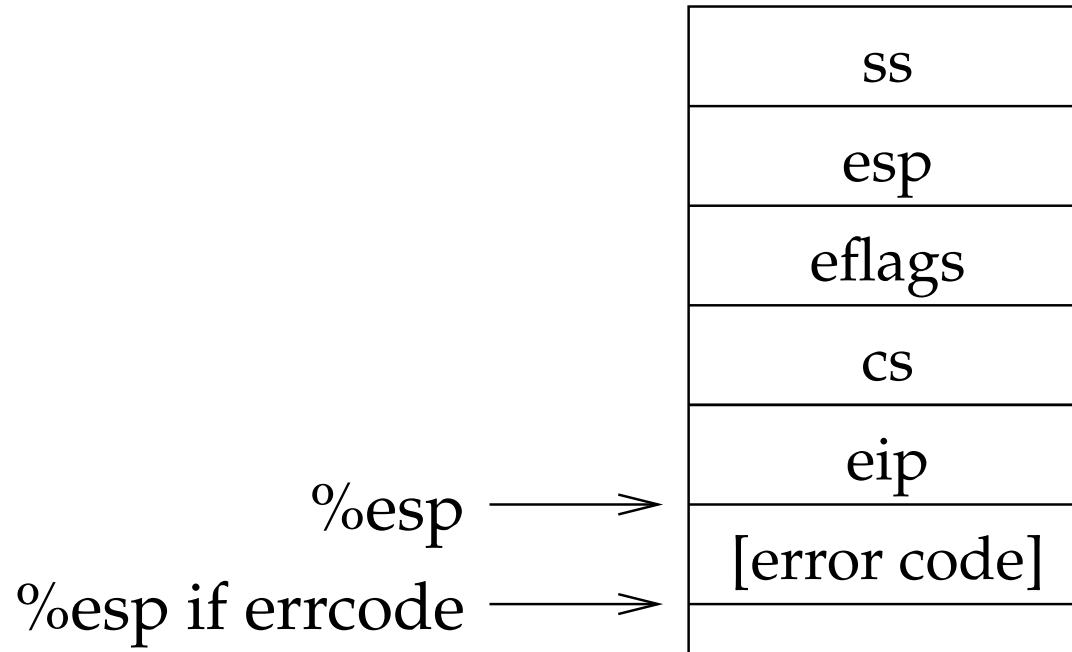 ss
esp
eflags
cs
eip
%esp
[error code]
%esp if errcode